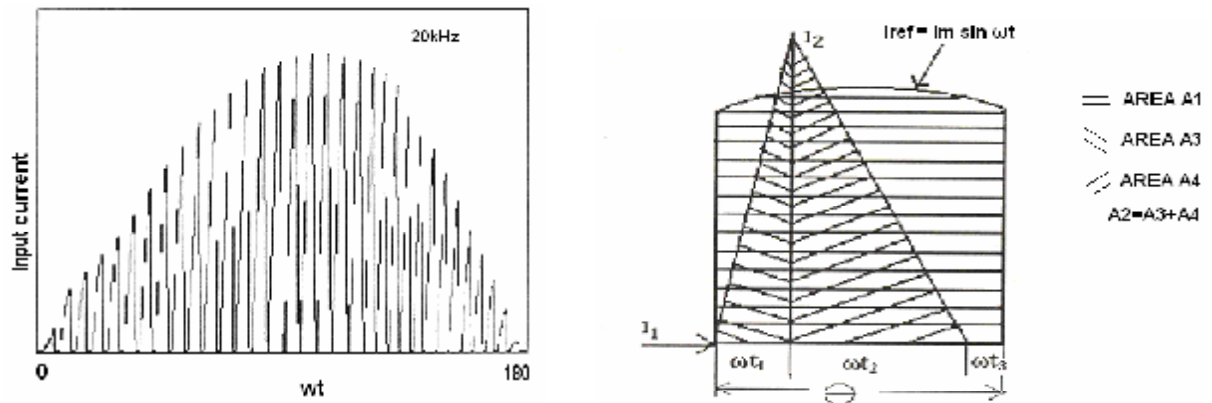 20kHz
Input current
0
180
wt
I2
Iref= Im sin ωt
AREA A1
AREA A3
AREA A4
A2=A3+A4
I1
ωt1
ωt2
ωt3
Θ